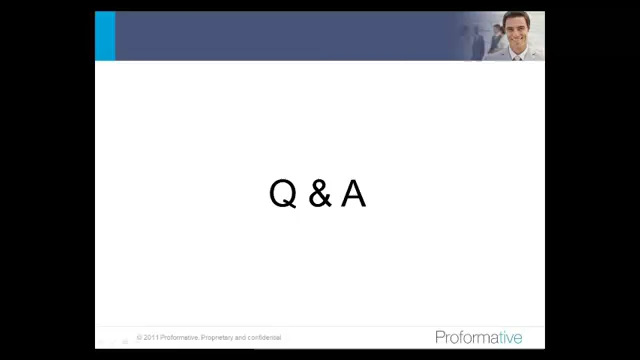 Q & A
© 2011 Proformative, Proprietary and confidential
Proformative